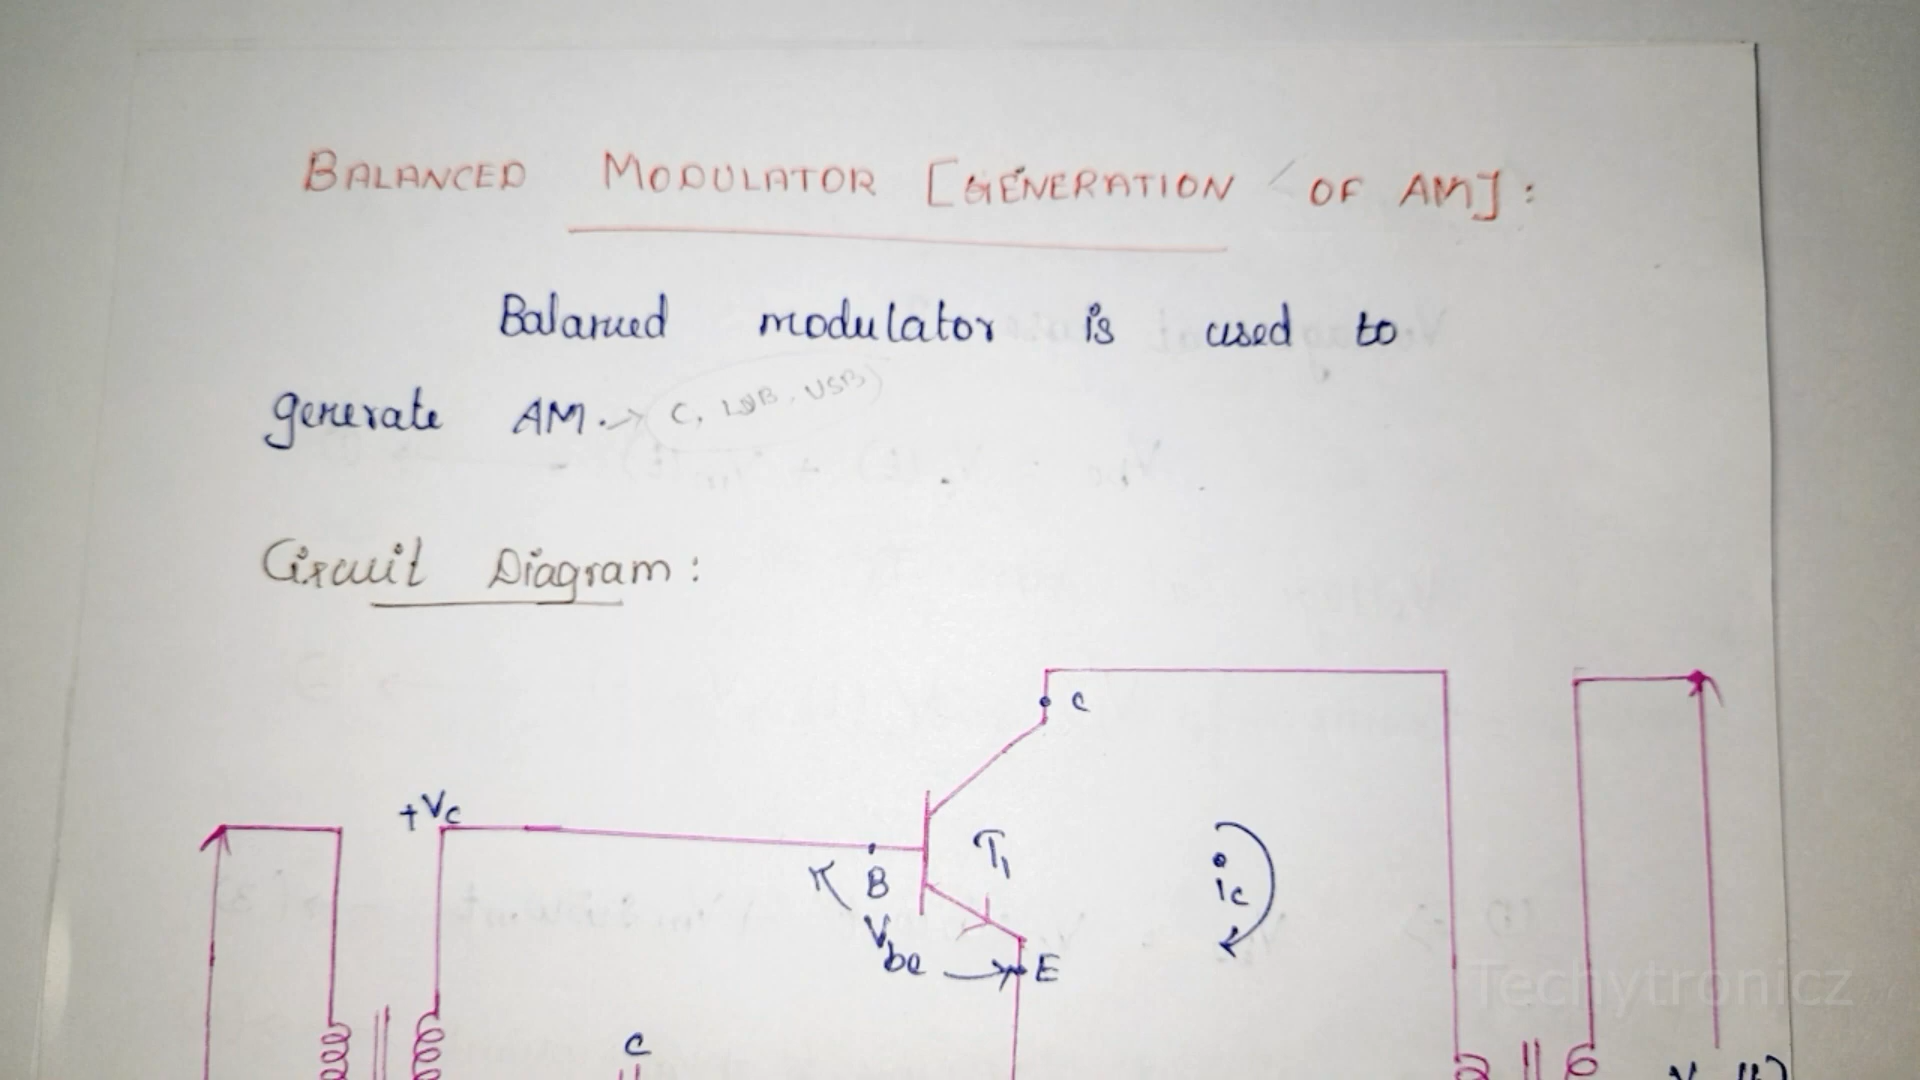 BALANCED MODULATOR [GENERATION OF AM]:
Balanced modulator is used to
generate AM. → C, LSB, USB)
Circuit Diagram:
C
+Vc
T1
B
ic
Vbe
E
Techytronicz
C